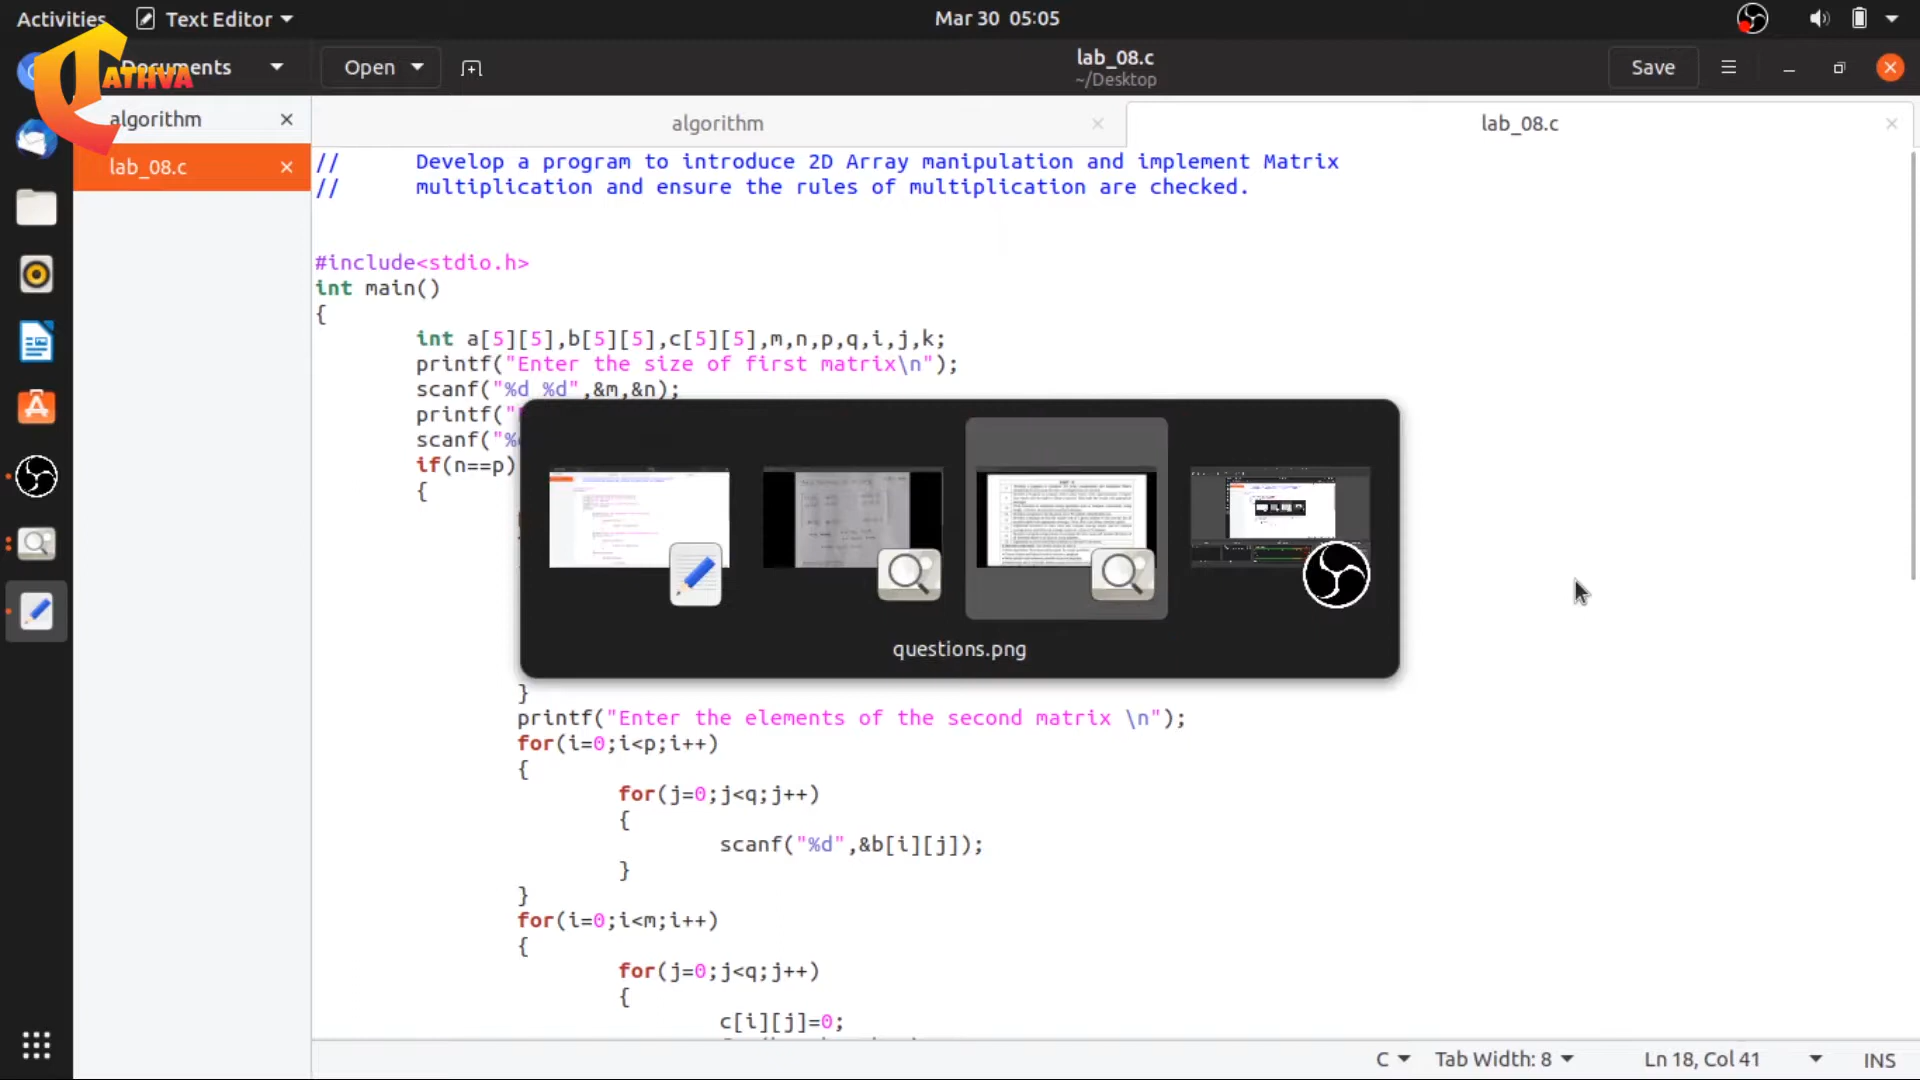 Activities
Text Editor
Mar 30 05:05
ATHVA
Documents
Open
lab_08.c
~/Desktop
Save
algorithm
lab_08.c
algorithm
lab_08.c
// Develop a program to introduce 2D Array manipulation and implement Matrix
// multiplication and ensure the rules of multiplication are checked.
#include<stdio.h>
int main()
{
int a[5][5],b[5][5],c[5][5],m,n,p,q,i,j,k;
printf("Enter the size of first matrix\n");
scanf("%d %d",&m,&n);
printf("
scanf("%
if(n==p)
{
questions.png
}
printf("Enter the elements of the second matrix \n");
for(i=0;i<p;i++)
{
for(j=0;j<q;j++)
{
scanf("%d",&b[i][j]);
}
}
for(i=0;i<m;i++)
{
for(j=0;j<q;j++)
{
c[i][j]=0;
C
Tab Width: 8
Ln 18, Col 41
INS